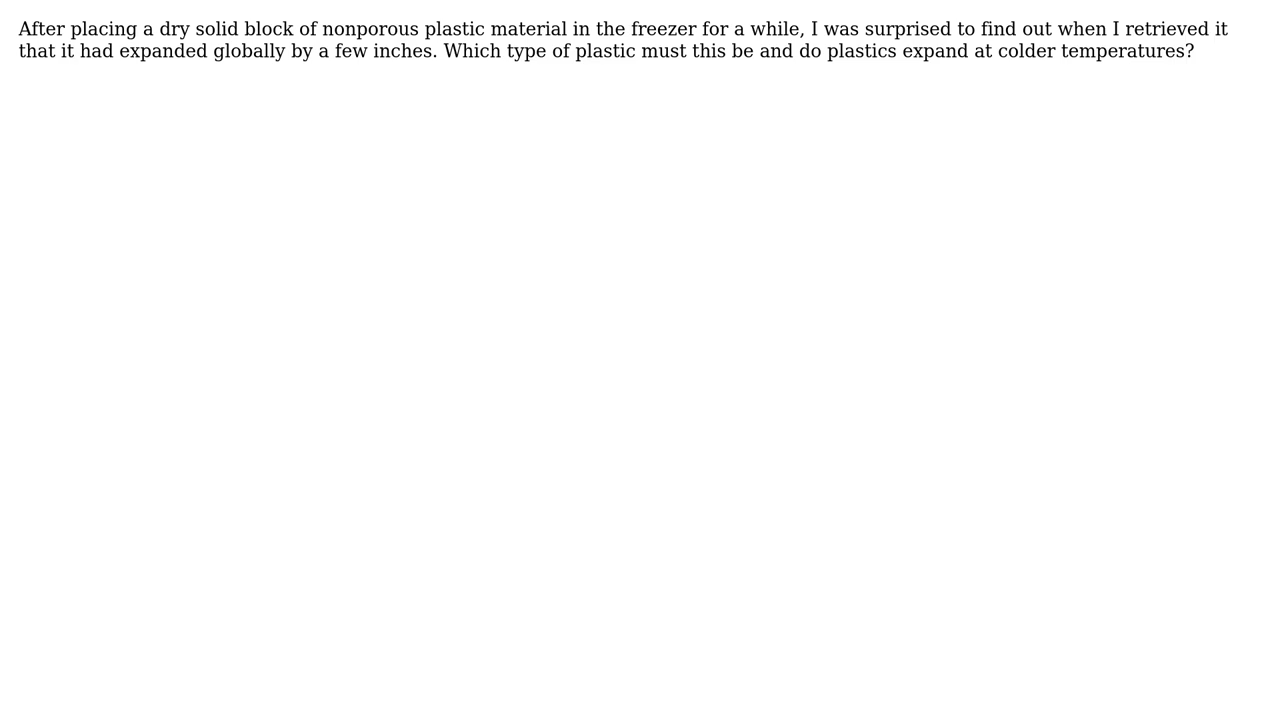 After placing a dry solid block of nonporous plastic material in the freezer for a while, I was surprised to find out when I retrieved it
that it had expanded globally by a few inches. Which type of plastic must this be and do plastics expand at colder temperatures?